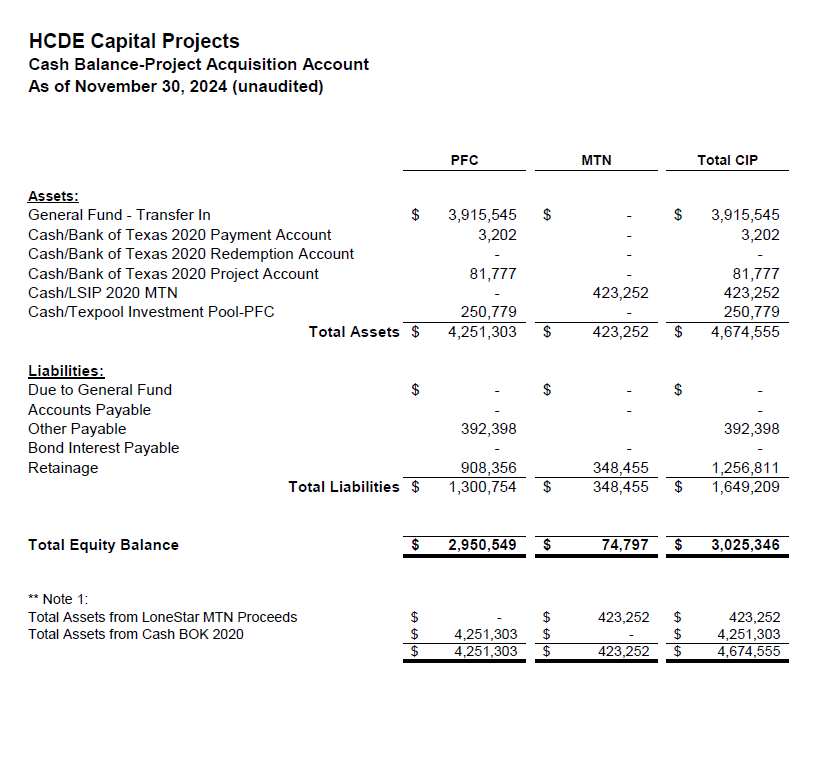 HCDE Capital Projects
Cash Balance-Project Acquisition Account
As of November 30, 2024 (unaudited)
PFC MTN Total CIP
Assets:
General Fund - Transfer In $ 3,915,545 $ - $ 3,915,545
Cash/Bank of Texas 2020 Payment Account 3,202 - 3,202
Cash/Bank of Texas 2020 Redemption Account - - -
Cash/Bank of Texas 2020 Project Account 81,777 - 81,777
Cash/LSIP 2020 MTN - 423,252 423,252
Cash/Texpool Investment Pool-PFC 250,779 - 250,779
Total Assets $ 4,251,303 $ 423,252 $ 4,674,555
Liabilities:
Due to General Fund $ - $ - $ -
Accounts Payable - - -
Other Payable 392,398 392,398
Bond Interest Payable - - -
Retainage 908,356 348,455 1,256,811
Total Liabilities $ 1,300,754 $ 348,455 $ 1,649,209
Total Equity Balance $ 2,950,549 $ 74,797 $ 3,025,346
** Note 1:
Total Assets from LoneStar MTN Proceeds $ - $ 423,252 $ 423,252
Total Assets from Cash BOK 2020 $ 4,251,303 $ - $ 4,251,303
$ 4,251,303 $ 423,252 $ 4,674,555